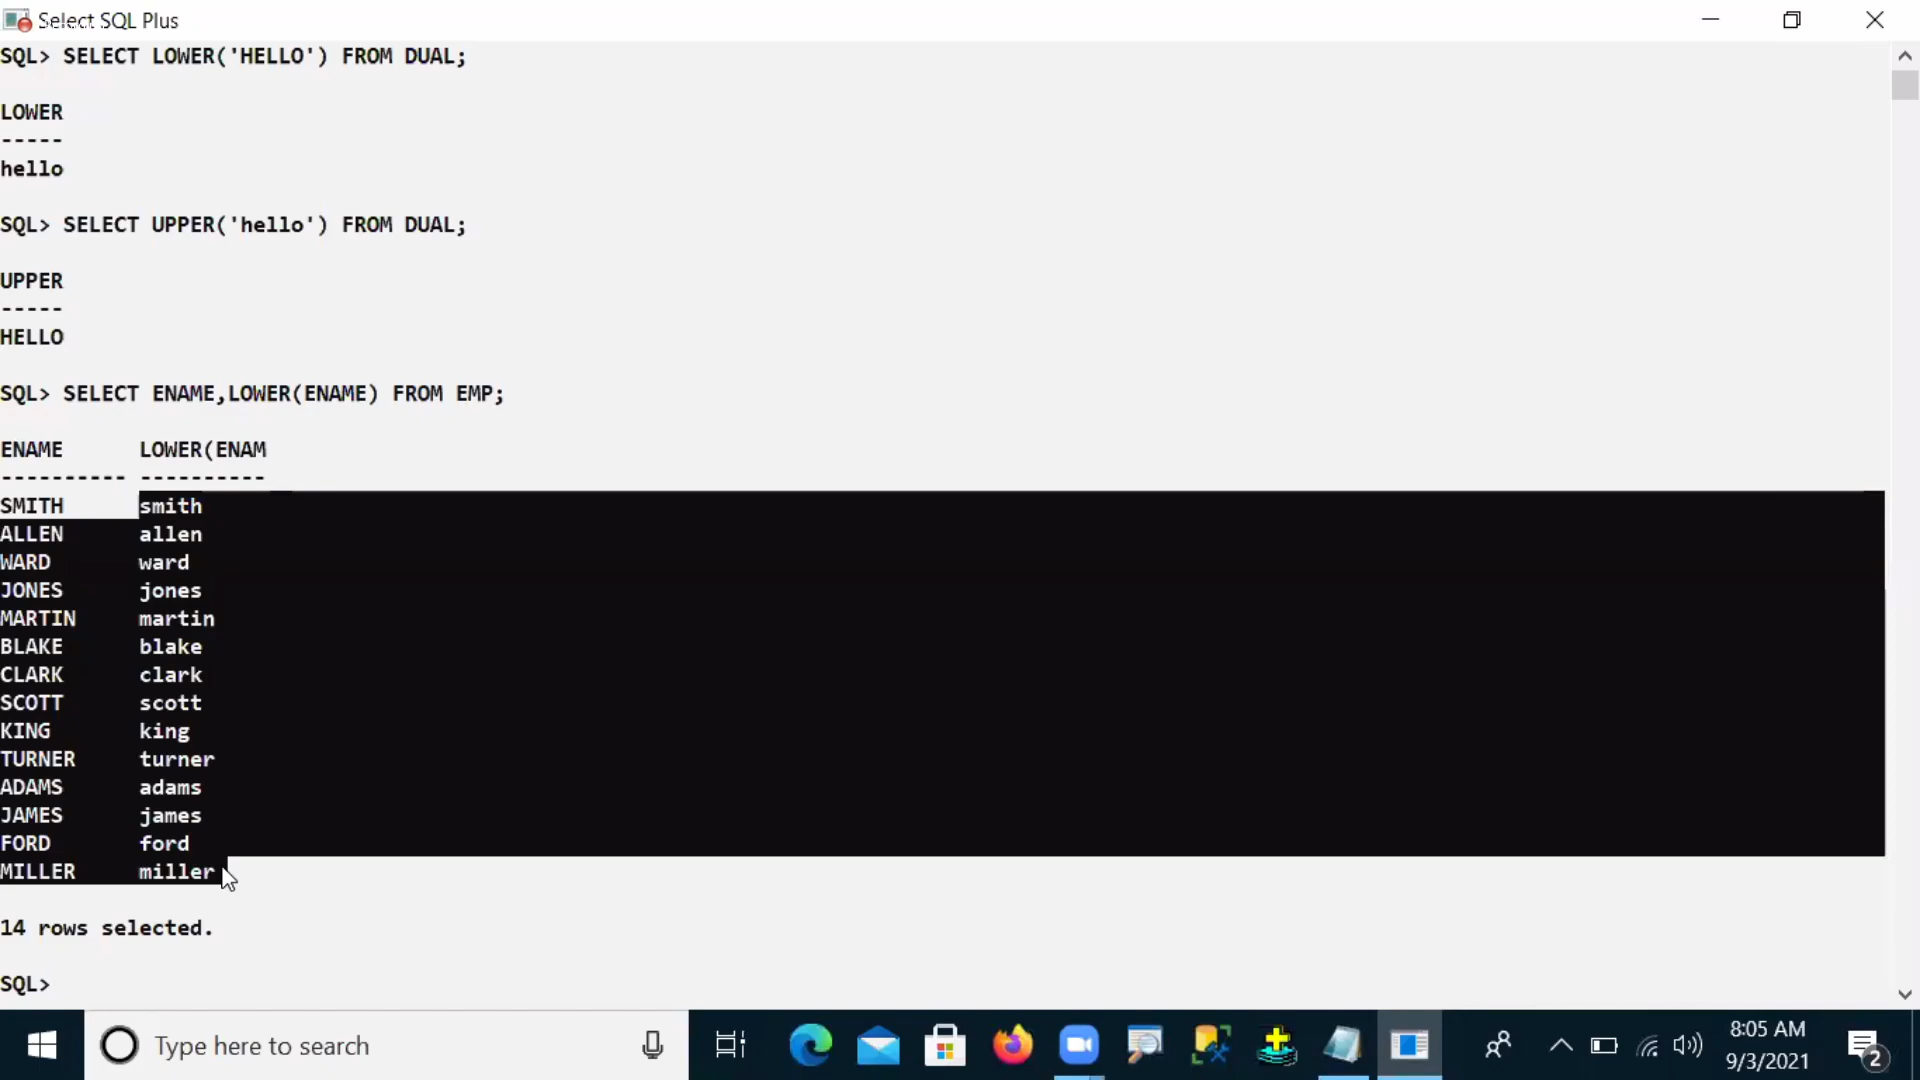 Select SQL Plus
SQL> SELECT LOWER('HELLO') FROM DUAL;
LOWER
-----
hello
SQL> SELECT UPPER('hello') FROM DUAL;
UPPER
-----
HELLO
SQL> SELECT ENAME,LOWER(ENAME) FROM EMP;
ENAME      LOWER(ENAM
---------- ----------
SMITH      smith
ALLEN      allen
WARD       ward
JONES      jones
MARTIN     martin
BLAKE      blake
CLARK      clark
SCOTT      scott
KING       king
TURNER     turner
ADAMS      adams
JAMES      james
FORD       ford
MILLER     miller
14 rows selected.
SQL>
Type here to search
8:05 AM
9/3/2021
2